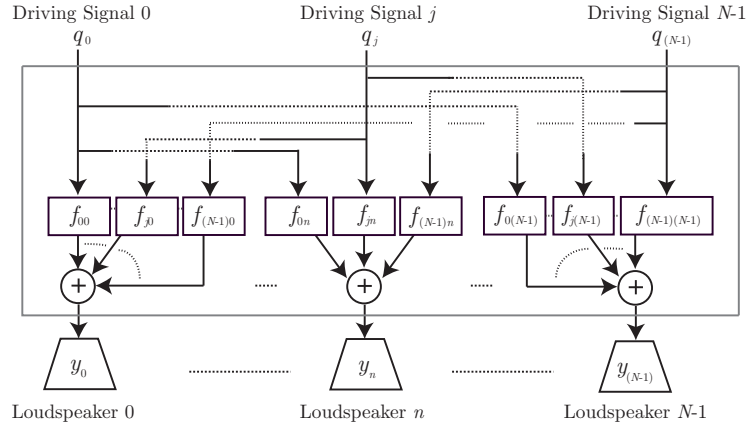 Driving Signal 0 Driving Signal j Driving Signal N-1
q0 qj q(N-1)
f00 fj0 f(N-1)0 f0n fjn f(N-1)n f0(N-1) fj(N-1) f(N-1)(N-1)
+ + +
y0 yn y(N-1)
Loudspeaker 0 Loudspeaker n Loudspeaker N-1